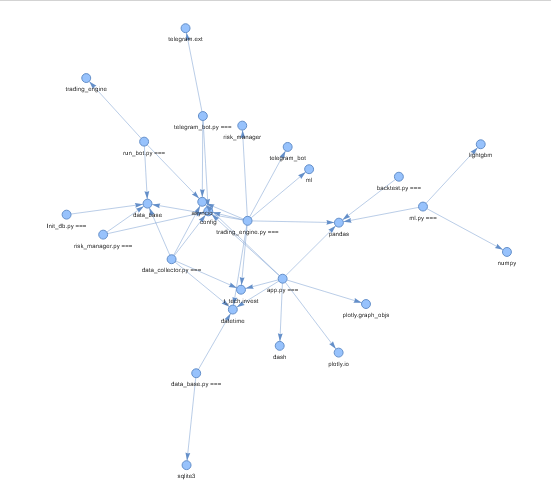 telegram.ext
trading_engine
telegram_bot.py ===
risk_manager
run_bot.py ===
telegram_bot
lightgbm
ml
backtest.py ===
data_base
Init_db.py ===
config
ml.py ===
trading_engine.py ===
pandas
risk_manager.py ===
numpy
data_collector.py ===
app.py ===
t_tech.invest
plotly.graph_objs
datetime
dash
plotly.io
data_base.py ===
sqlite3